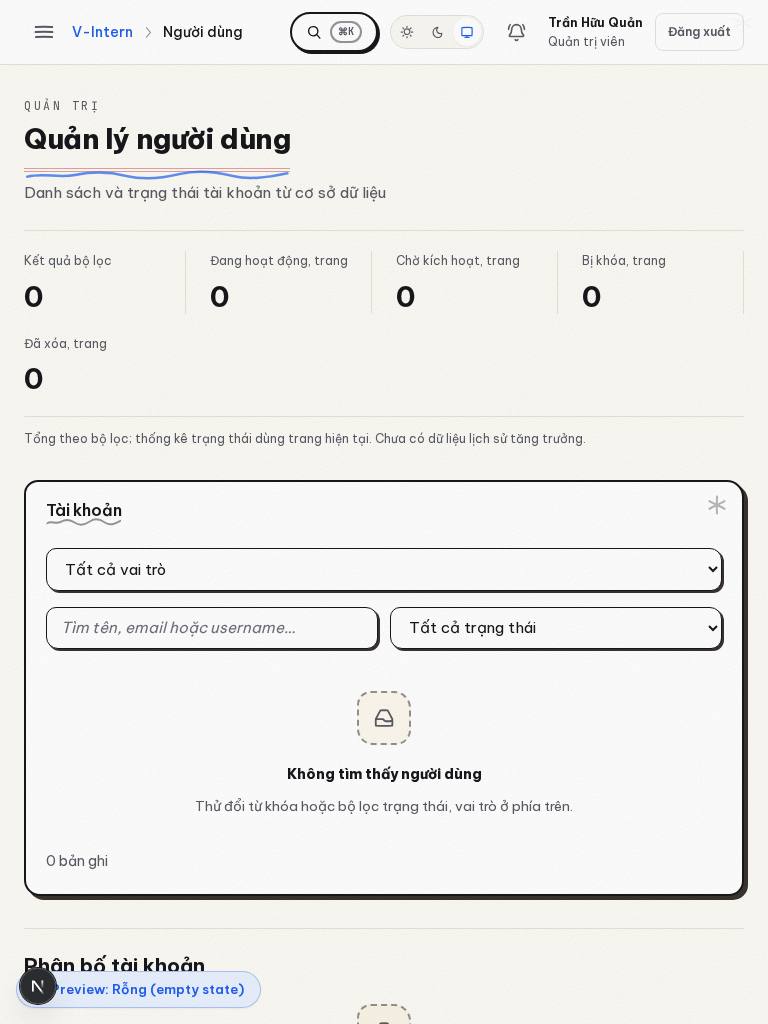 V-Intern > Người dùng
⌘K
Trần Hữu Quản
Quản trị viên
Đăng xuất
QUẢN TRỊ
Quản lý người dùng
Danh sách và trạng thái tài khoản từ cơ sở dữ liệu
Kết quả bộ lọc
0
Đang hoạt động, trang
0
Chờ kích hoạt, trang
0
Bị khóa, trang
0
Đã xóa, trang
0
Tổng theo bộ lọc; thống kê trạng thái dùng trang hiện tại. Chưa có dữ liệu lịch sử tăng trưởng.
Tài khoản
Tất cả vai trò
Tìm tên, email hoặc username...
Tất cả trạng thái
Không tìm thấy người dùng
Thử đổi từ khóa hoặc bộ lọc trạng thái, vai trò ở phía trên.
0 bản ghi
Phân bố tài khoản
N
Preview: Rỗng (empty state)